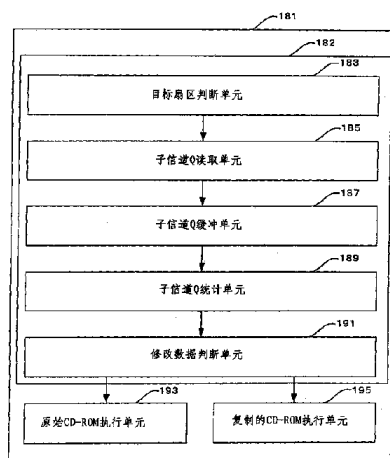 181
182
183
目标扇区判断单元
185
子信道Q读取单元
187
子信道Q缓冲单元
189
子信道Q统计单元
191
修改数据判断单元
193
195
原始CD-ROM执行单元
复制的CD-ROM执行单元